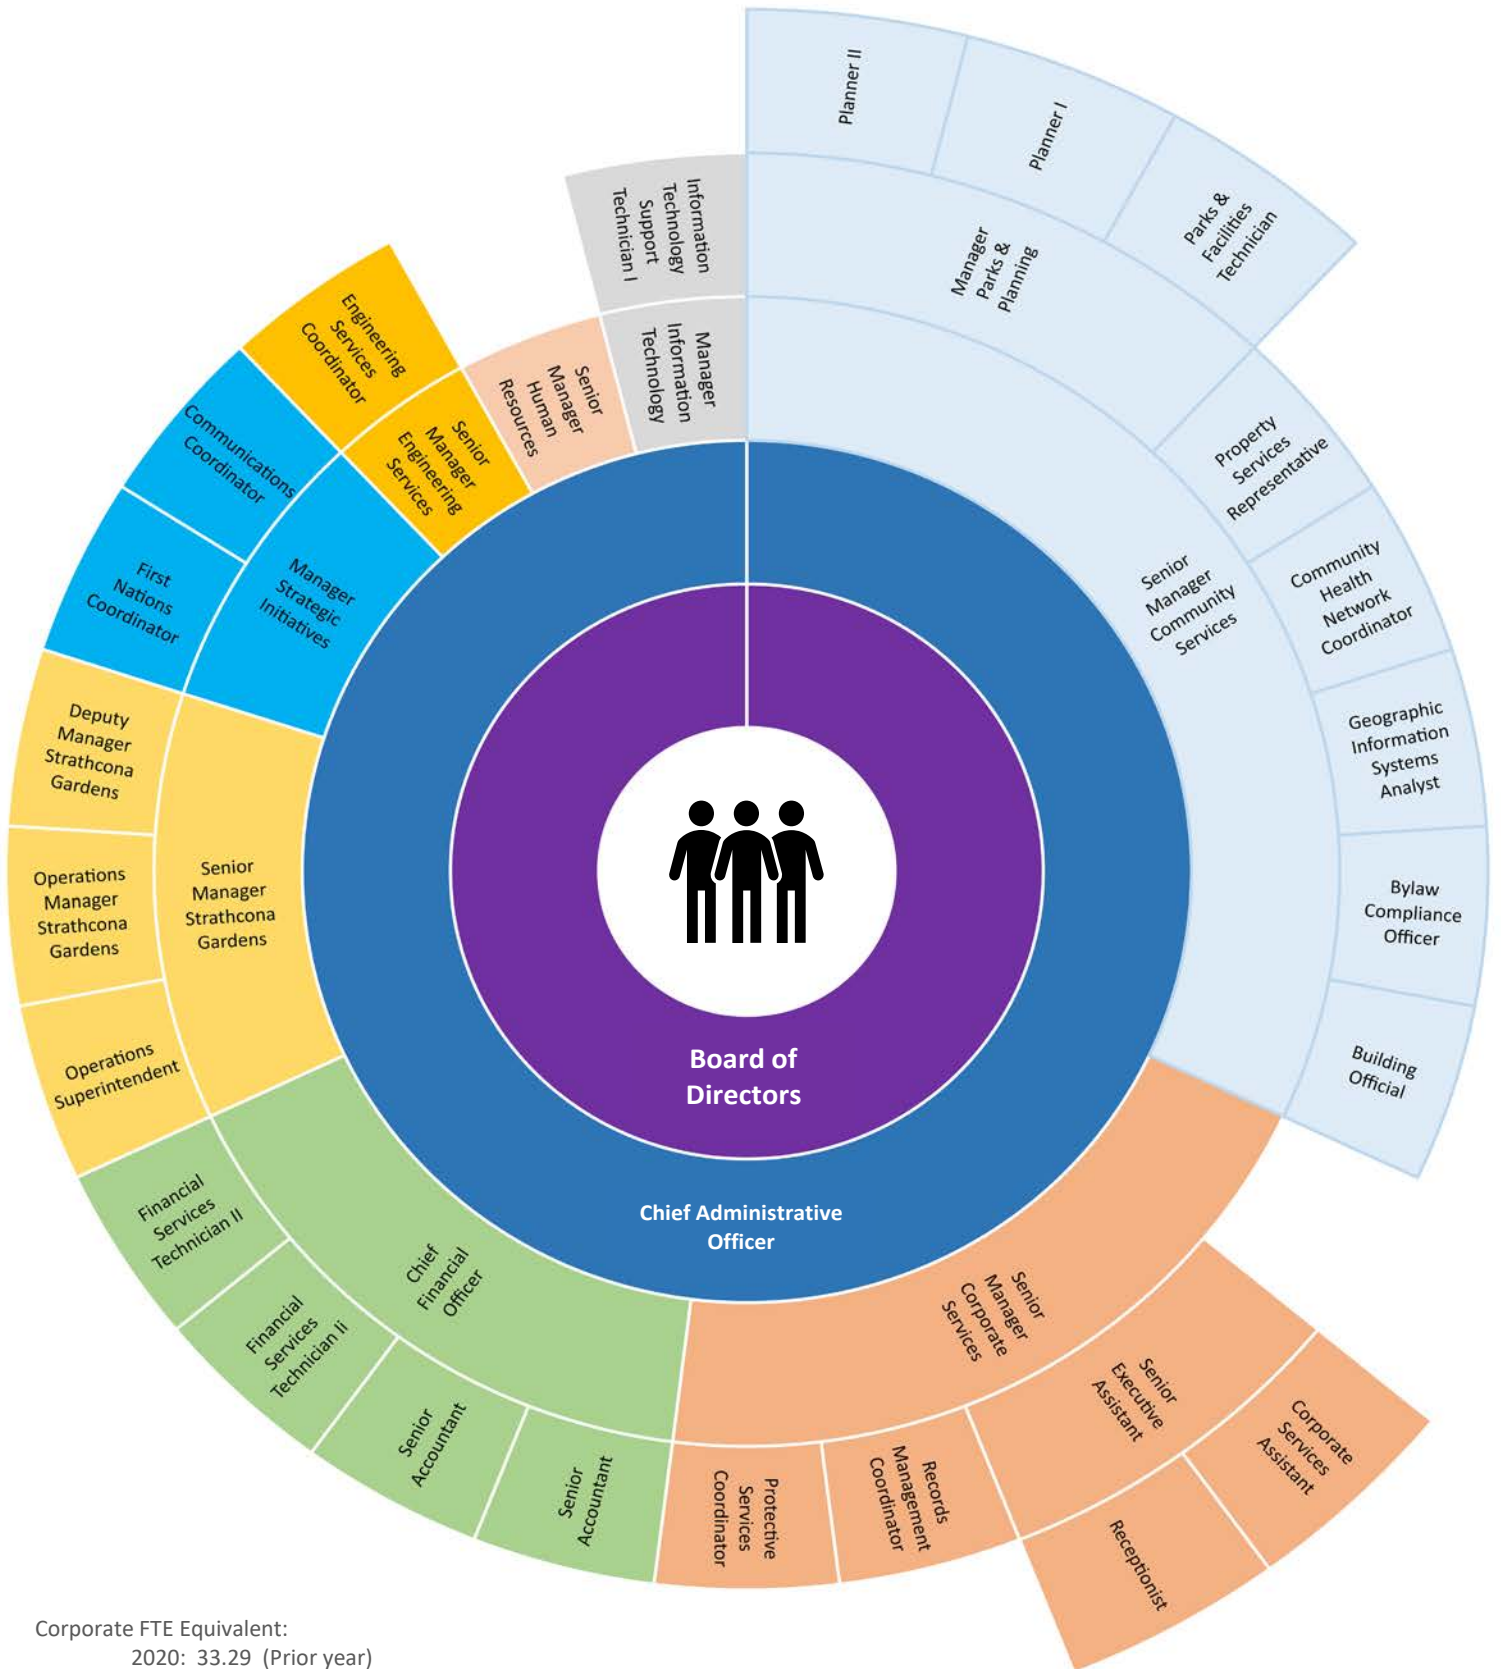 Planner II
Planner I
Parks &
Facilities
Technician
Manager
Parks &
Planning
Property
Services
Representative
Community
Health
Network
Coordinator
Geographic
Information
Systems
Analyst
Bylaw
Compliance
Officer
Building
Official
Senior
Manager
Community
Services
Senior
Manager
Corporate
Services
Senior
Executive
Assistant
Corporate
Services
Assistant
Receptionist
Records
Management
Coordinator
Protective
Services
Coordinator
Chief
Financial
Officer
Senior
Accountant
Senior
Accountant
Financial
Services
Technician Ii
Financial
Services
Technician II
Senior
Manager
Strathcona
Gardens
Operations
Superintendent
Operations
Manager
Strathcona
Gardens
Deputy
Manager
Strathcona
Gardens
Manager
Strategic
Initiatives
First
Nations
Coordinator
Communications
Coordinator
Senior
Manager
Engineering
Services
Engineering
Services
Coordinator
Senior
Manager
Human
Resources
Manager
Information
Technology
Information
Technology
Support
Technician I
Board of
Directors
Chief Administrative
Officer
Corporate FTE Equivalent:
2020: 33.29 (Prior year)